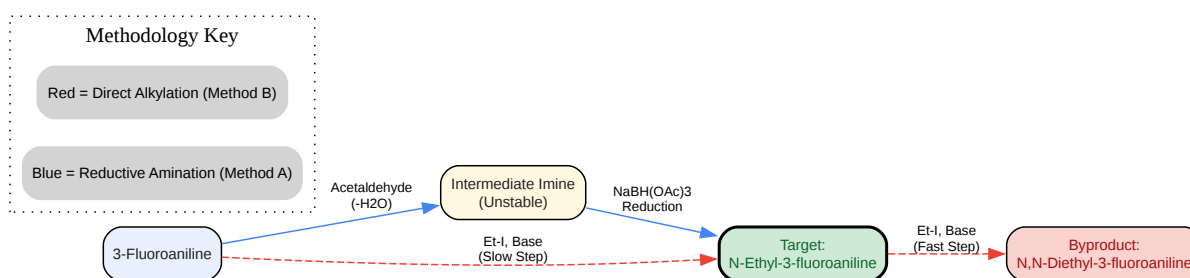 Methodology Key
Red = Direct Alkylation (Method B)
Blue = Reductive Amination (Method A)
Acetaldehyde
(-H2O)
Intermediate Imine
(Unstable)
NaBH(OAc)3
Reduction
3-Fluoroaniline
Et-I, Base
(Slow Step)
Target:
N-Ethyl-3-fluoroaniline
Et-I, Base
(Fast Step)
Byproduct:
N,N-Diethyl-3-fluoroaniline